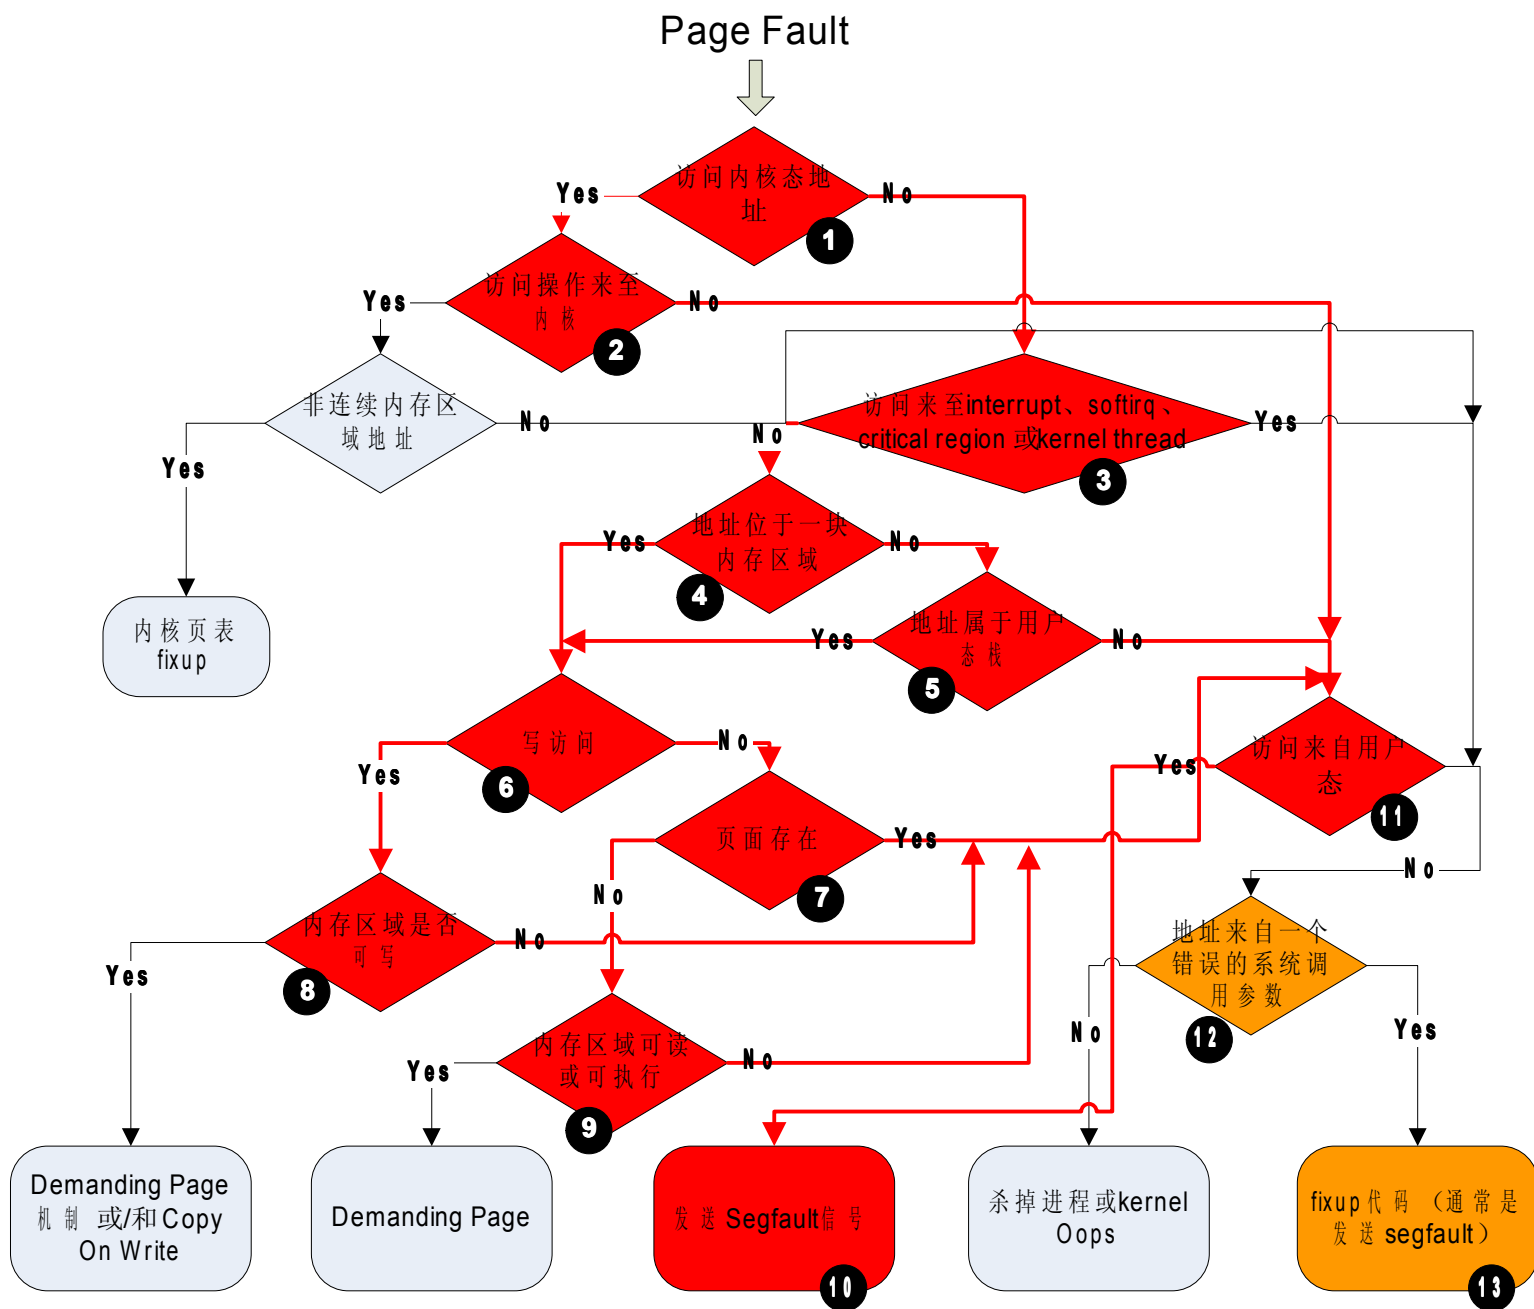 Page Fault
访问内核态地
址
1
Yes
No
访问操作来至
内核
2
Yes
No
非连续内存区
域地址
Yes
No
访问来至interrupt、softirq、
critical region 或kernel thread
3
No
Yes
地址位于一块
内存区域
4
Yes
No
内核页表
fixup
地址属于用户
态栈
5
Yes
No
写访问
6
Yes
No
访问来自用户
态
11
Yes
No
页面存在
7
Yes
No
内存区域是否
可写
8
Yes
No
地址来自一个
错误的系统调
用参数
12
No
Yes
内存区域可读
或可执行
9
Yes
No
Demanding Page
机制 或/和 Copy
On Write
Demanding Page
发送 Segfault信号
10
杀掉进程或kernel
Oops
fixup代码（通常是
发送 segfault）
13